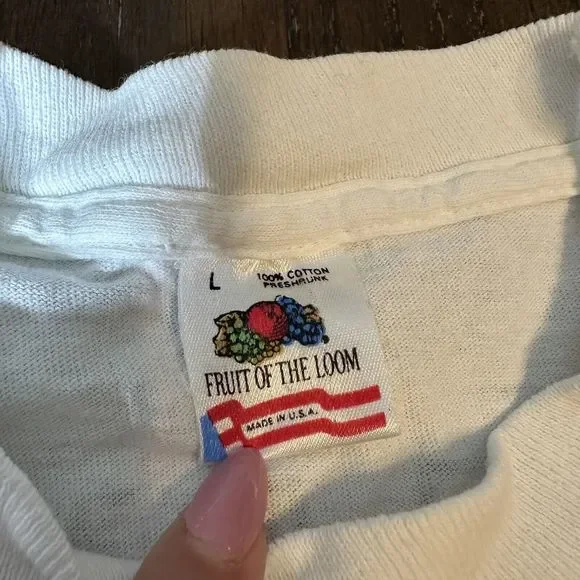 L
100% COTTON
PRESHRUNK
FRUIT OF THE LOOM
MADE IN U.S.A.